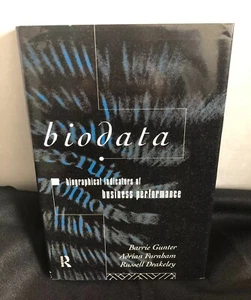 biodata
biographical indicators of
business performance
Barrie Gunter
Adrian Furnham
Russell Drakeley
R